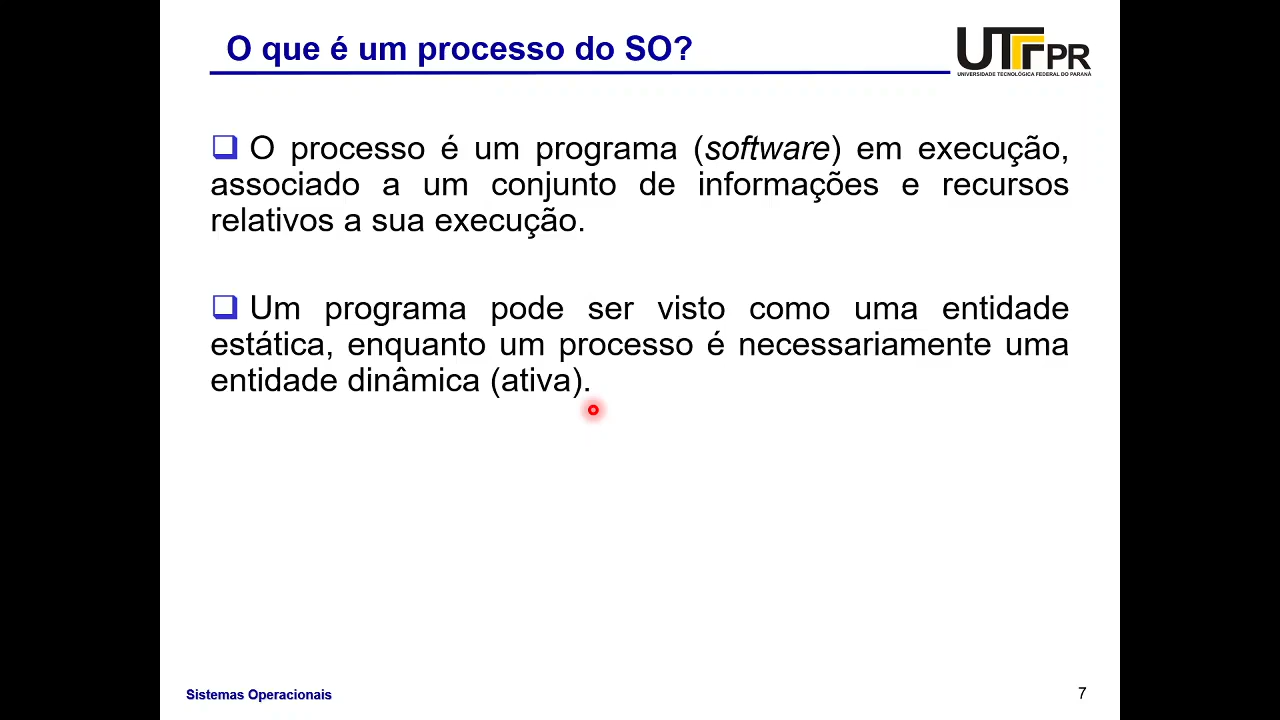 O que é um processo do SO?
UTFPR
UNIVERSIDADE TECNOLÓGICA FEDERAL DO PARANÁ
❑ O processo é um programa (software) em execução,
associado a um conjunto de informações e recursos
relativos a sua execução.
❑ Um programa pode ser visto como uma entidade
estática, enquanto um processo é necessariamente uma
entidade dinâmica (ativa).
Sistemas Operacionais
7